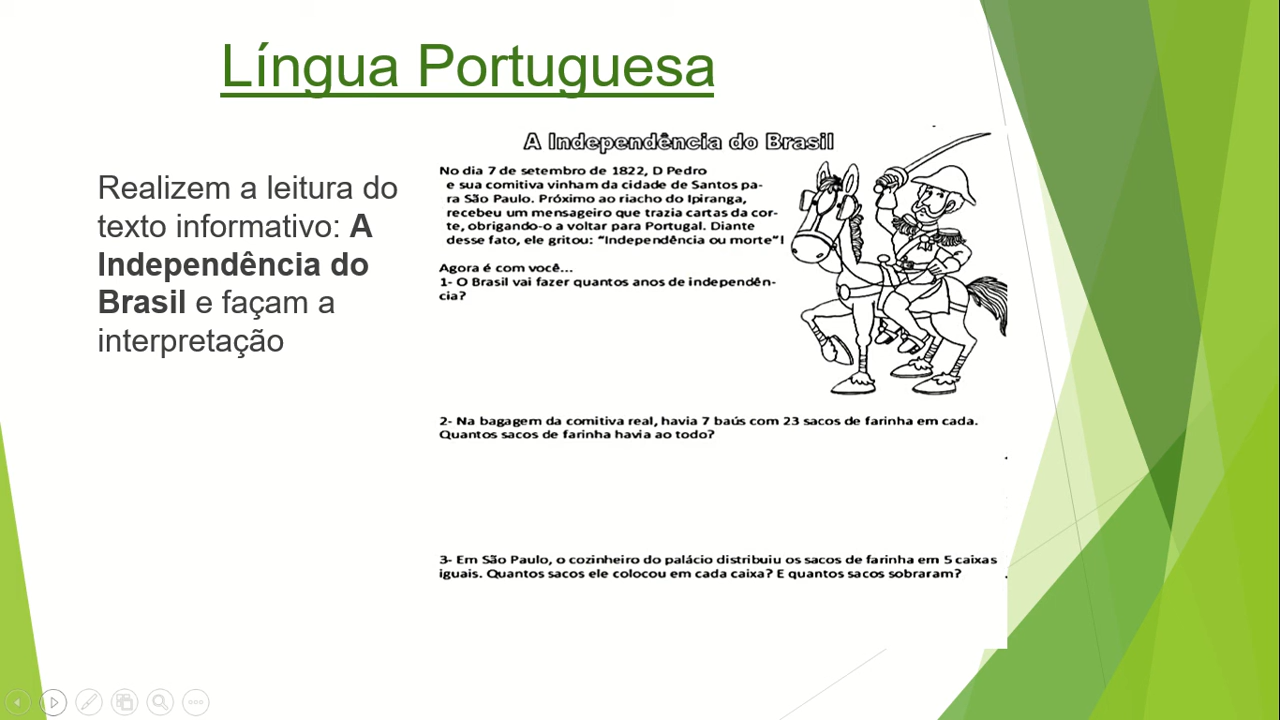 Língua Portuguesa
Realizem a leitura do
texto informativo: A
Independência do
Brasil e façam a
interpretação
A Independência do Brasil
No dia 7 de setembro de 1822, D Pedro
e sua comitiva vinham da cidade de Santos pa-
ra São Paulo. Próximo ao riacho do Ipiranga,
recebeu um mensageiro que trazia cartas da cor-
te, obrigando-o a voltar para Portugal. Diante
desse fato, ele gritou: “Independência ou morte”!
Agora é com você...
1- O Brasil vai fazer quantos anos de independên-
cia?
2- Na bagagem da comitiva real, havia 7 baús com 23 sacos de farinha em cada.
Quantos sacos de farinha havia ao todo?
3- Em São Paulo, o cozinheiro do palácio distribuiu os sacos de farinha em 5 caixas
iguais. Quantos sacos ele colocou em cada caixa? E quantos sacos sobraram?